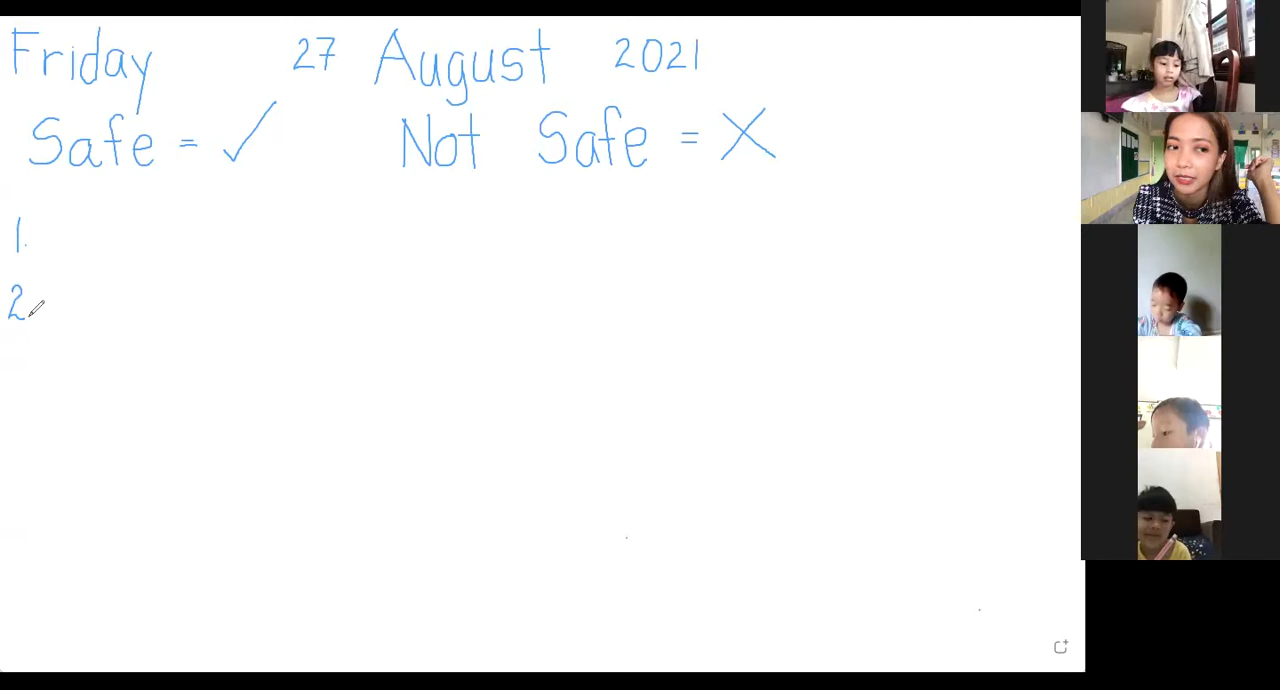 Friday 27 August 2021
Safe = ✓ Not Safe = X
1.
2